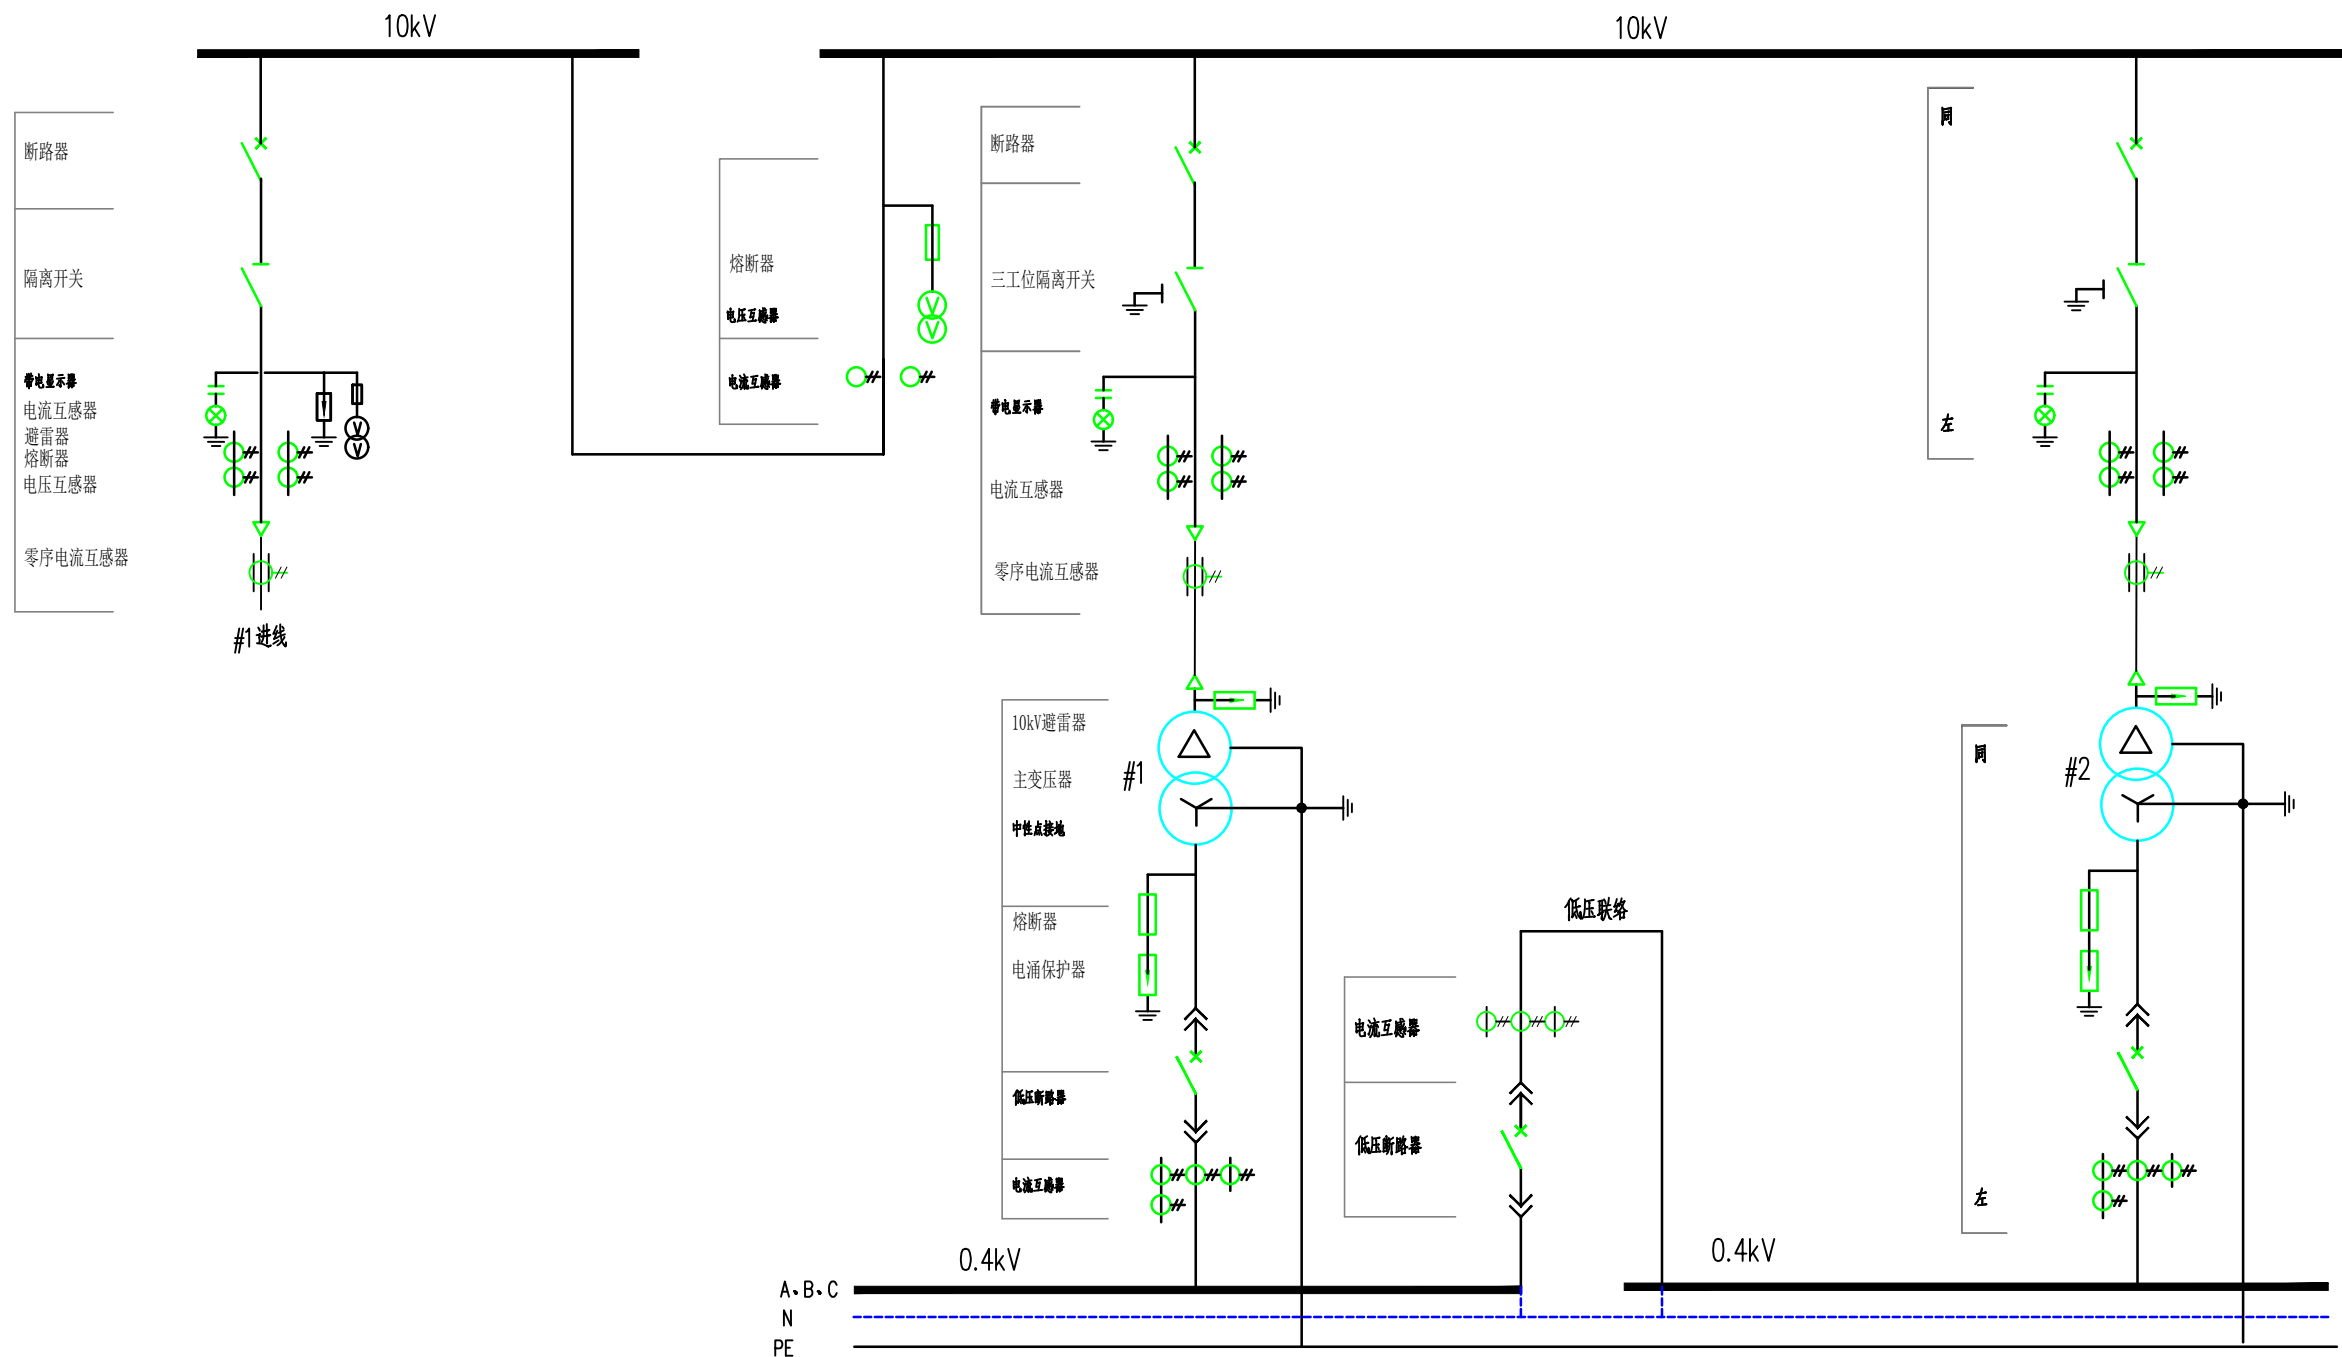 10kV
断路器
隔离开关
带电显示器
电流互感器
避雷器
熔断器
电压互感器
零序电流互感器
#1进线
V
V
10kV
熔断器
电压互感器
电流互感器
V
V
断路器
三工位隔离开关
带电显示器
电流互感器
零序电流互感器
10kV避雷器
主变压器
中性点接地
熔断器
电涌保护器
低压断路器
电流互感器
#1
低压联络
电流互感器
低压断路器
同
左
同
左
#2
0.4kV
0.4kV
A、B、C
N
PE